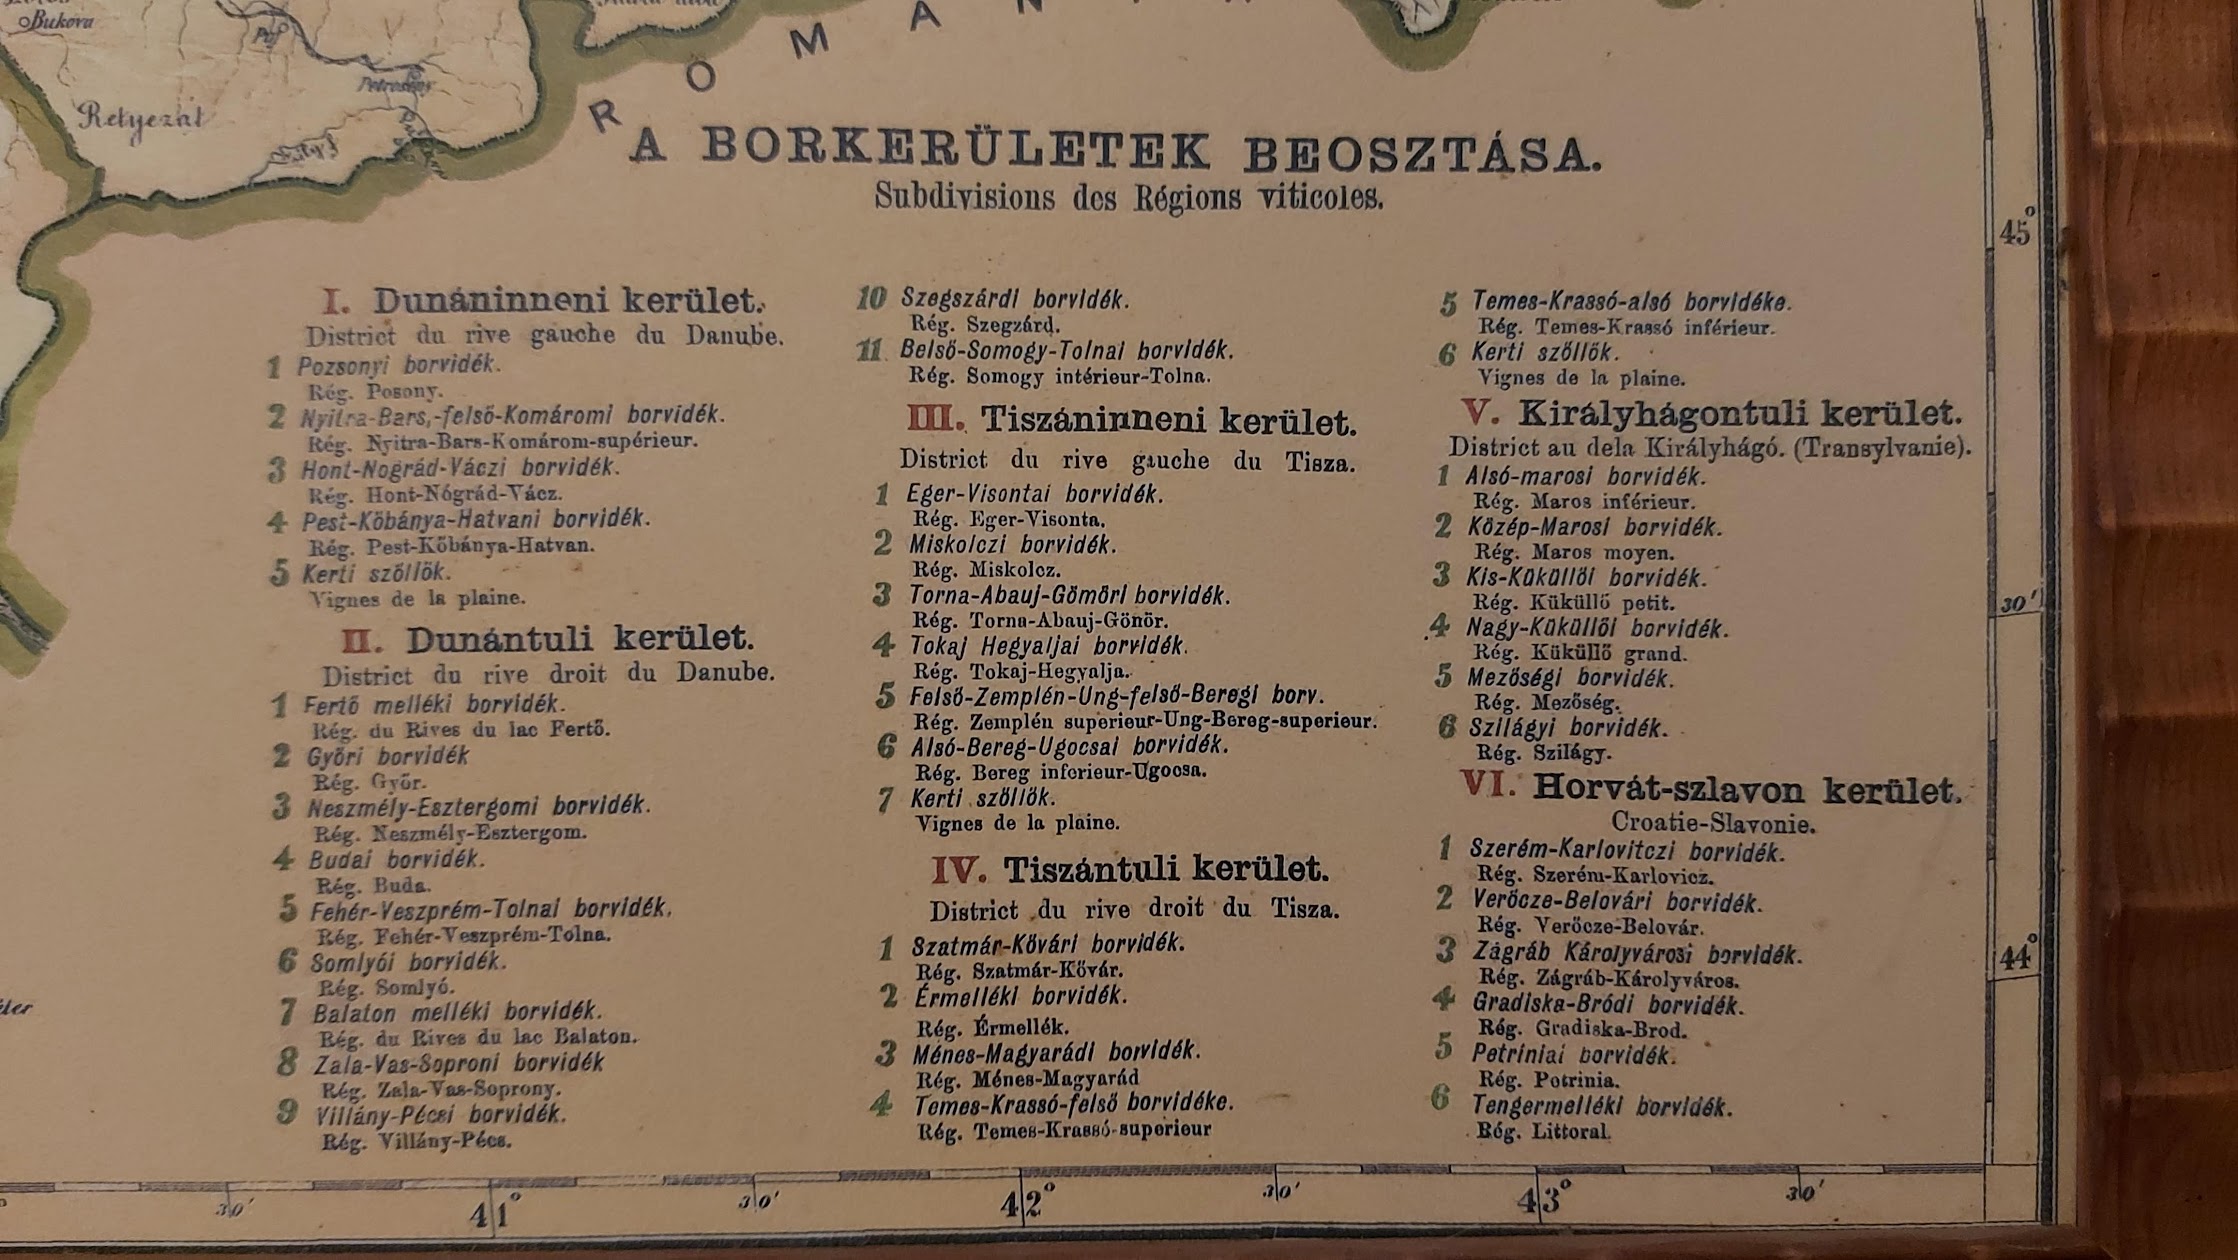 Bukova
Retyezát
ROMÁN
A BORKERÜLETEK BEOSZTÁSA.
Subdivisions des Régions viticoles.
I. Dunáninneni kerület.
District du rive gauche du Danube.
1 Pozsonyi borvidék.
Rég. Posony.
2 Nyitra-Bars,-felső-Komáromi borvidék.
Rég. Nyitra-Bars-Komárom-supérieur.
3 Hont-Nográd-Váczi borvidék.
Rég. Hont-Nógrád-Vácz.
4 Pest-Köbánya-Hatvani borvidék.
Rég. Pest-Kőbánya-Hatvan.
5 Kerti szőllők.
Vignes de la plaine.
II. Dunántuli kerület.
District du rive droit du Danube.
1 Fertő melléki borvidék.
Rég. du Rives du lac Fertő.
2 Győri borvidék
Rég. Győr.
3 Neszmély-Esztergomi borvidék.
Rég. Neszmély-Esztergom.
4 Budai borvidék.
Rég. Buda.
5 Fehér-Veszprém-Tolnai borvidék.
Rég. Fehér-Veszprém-Tolna.
6 Somlyói borvidék.
Rég. Somlyó.
7 Balaton melléki borvidék.
Rég. du Rives du lac Balaton.
8 Zala-Vas-Soproni borvidék
Rég. Zala-Vas-Soprony.
9 Villány-Pécsi borvidék.
Rég. Villány-Pécs.
10 Szegszárdi borvidék.
Rég. Szegzárd.
11 Belső-Somogy-Tolnai borvidék.
Rég. Somogy intérieur-Tolna.
III. Tiszáninneni kerület.
District du rive gauche du Tisza.
1 Eger-Visontai borvidék.
Rég. Eger-Visonta.
2 Miskolczi borvidék.
Rég. Miskolcz.
3 Torna-Abauj-Gömöri borvidék.
Rég. Torna-Abauj-Gönör.
4 Tokaj Hegyaljai borvidék.
Rég. Tokaj-Hegyalja.
5 Felső-Zemplén-Ung-felső-Beregi borv.
Rég. Zemplén superieur-Ung-Bereg-superieur.
6 Alsó-Bereg-Ugocsai borvidék.
Rég. Bereg inferieur-Ugocsa.
7 Kerti szőllők.
Vignes de la plaine.
IV. Tiszántuli kerület.
District du rive droit du Tisza.
1 Szatmár-Kővári borvidék.
Rég. Szatmár-Kővár.
2 Érmelléki borvidék.
Rég. Érmellék.
3 Ménes-Magyarádi borvidék.
Rég. Ménes-Magyarád
4 Temes-Krassó-felső borvidéke.
Rég. Temes-Krassó-superieur
5 Temes-Krassó-alsó borvidéke.
Rég. Temes-Krassó inférieur.
6 Kerti szőllők.
Vignes de la plaine.
V. Királyhágontuli kerület.
District au dela Királyhágó. (Transylvanie).
1 Alsó-marosi borvidék.
Rég. Maros inférieur.
2 Közép-Marosi borvidék.
Rég. Maros moyen.
3 Kis-Küküllői borvidék.
Rég. Küküllő petit.
4 Nagy-Küküllői borvidék.
Rég. Küküllő grand.
5 Mezőségi borvidék.
Rég. Mezőség.
6 Szilágyi borvidék.
Rég. Szilágy.
VI. Horvát-szlavon kerület.
Croatie-Slavonie.
1 Szerém-Karlovitczi borvidék.
Rég. Szerém-Karlovicz.
2 Verőcze-Belovári borvidék.
Rég. Verőcze-Belovár.
3 Zágráb Károlyvárosi borvidék.
Rég. Zágráb-Károlyváros.
4 Gradiska-Bródi borvidék.
Rég. Gradiska-Brod.
5 Petriniai borvidék.
Rég. Potrinia.
6 Tengermelléki borvidék.
Rég. Littoral.
45°
30'
44°
30' 41° 30' 42° 30' 43° 30'